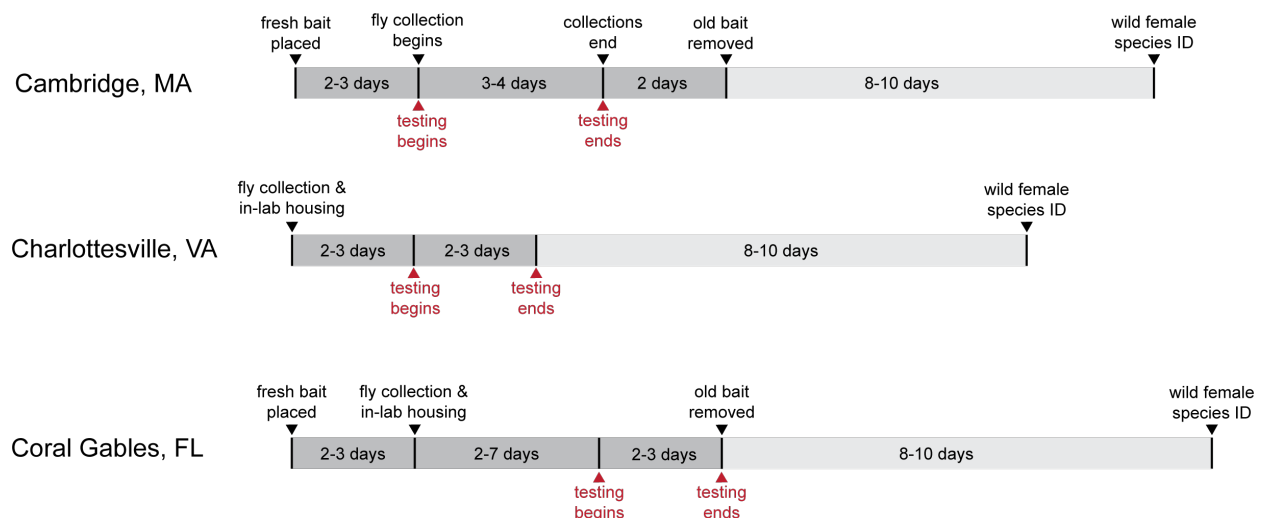 fresh bait
placed
fly collection
begins
collections
end
old bait
removed
wild female
species ID
Cambridge, MA
2-3 days
3-4 days
2 days
8-10 days
testing
begins
testing
ends
fly collection &
in-lab housing
wild female
species ID
Charlottesville, VA
2-3 days
2-3 days
8-10 days
testing
begins
testing
ends
fresh bait
placed
fly collection &
in-lab housing
old bait
removed
wild female
species ID
Coral Gables, FL
2-3 days
2-7 days
2-3 days
8-10 days
testing
begins
testing
ends